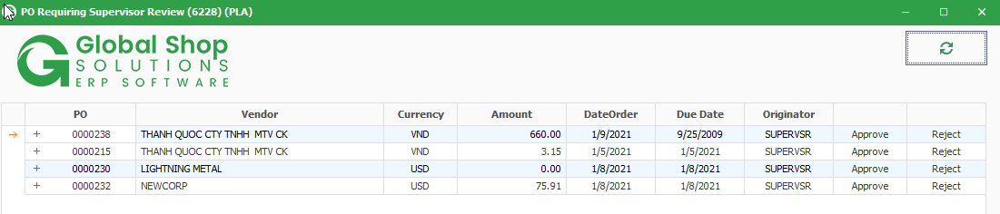 PO Requiring Supervisor Review (6228) (PLA)
Global Shop
SOLUTIONS
ERP SOFTWARE
PO Vendor Currency Amount DateOrder Due Date Originator
0000238 THANH QUOC CTY TNHH  MTV CK VND 660.00 1/9/2021 9/25/2009 SUPERVSR Approve Reject
0000215 THANH QUOC CTY TNHH  MTV CK VND 3.15 1/5/2021 1/5/2021 SUPERVSR Approve Reject
0000230 LIGHTNING METAL USD 0.00 1/8/2021 1/8/2021 SUPERVSR Approve Reject
0000232 NEWCORP USD 75.91 1/8/2021 1/8/2021 SUPERVSR Approve Reject